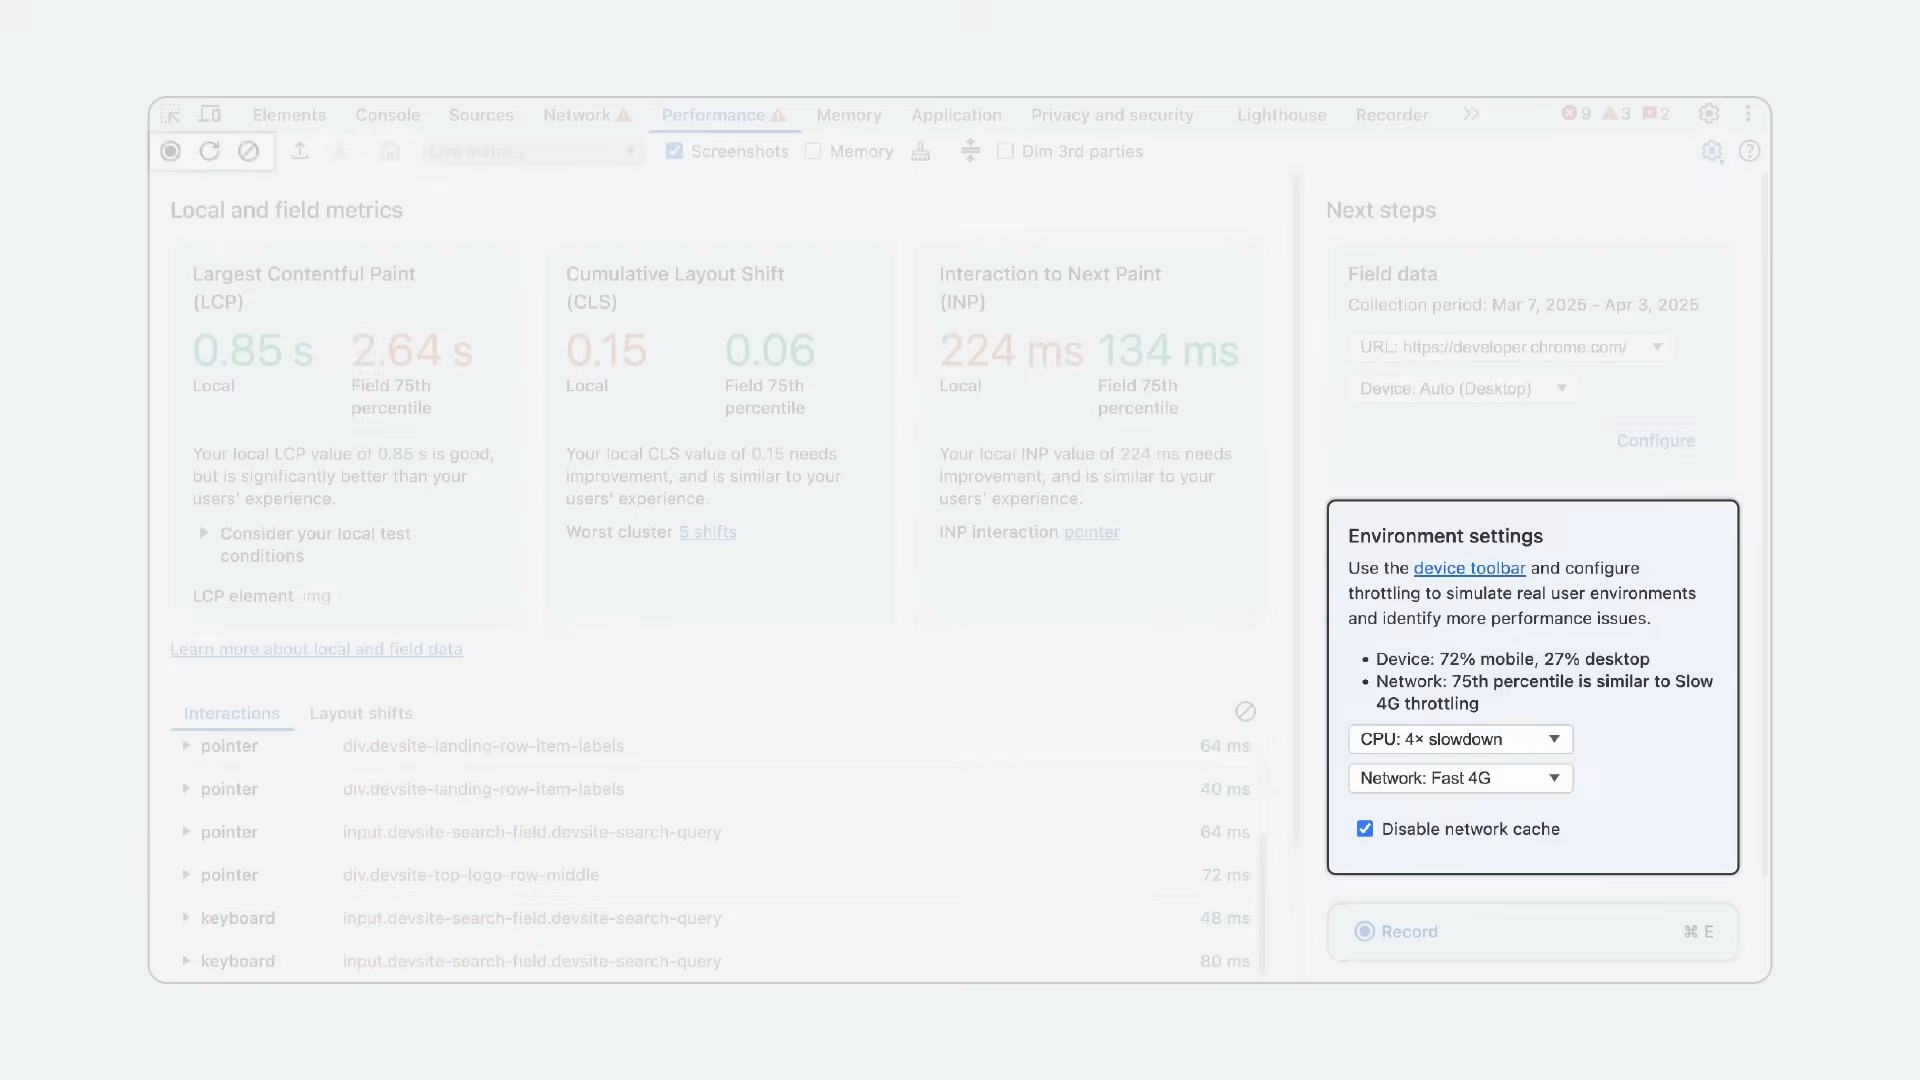 Elements Console Sources Network Performance Memory Application Privacy and security Lighthouse Recorder 9 3 2
Live metrics Screenshots Memory Dim 3rd parties
Local and field metrics
Largest Contentful Paint
(LCP)
0.85 s 2.64 s
Local Field 75th
percentile
Your local LCP value of 0.85 s is good,
but is significantly better than your
users' experience.
Consider your local test
conditions
LCP element img
Cumulative Layout Shift
(CLS)
0.15 0.06
Local Field 75th
percentile
Your local CLS value of 0.15 needs
improvement, and is similar to your
users' experience.
Worst cluster 5 shifts
Interaction to Next Paint
(INP)
224 ms 134 ms
Local Field 75th
percentile
Your local INP value of 224 ms needs
improvement, and is similar to your
users' experience.
INP interaction pointer
Learn more about local and field data
Interactions Layout shifts
pointer div.devsite-landing-row-item-labels 64 ms
pointer div.devsite-landing-row-item-labels 40 ms
pointer input.devsite-search-field.devsite-search-query 64 ms
pointer div.devsite-top-logo-row-middle 72 ms
keyboard input.devsite-search-field.devsite-search-query 48 ms
keyboard input.devsite-search-field.devsite-search-query 80 ms
Next steps
Field data
Collection period: Mar 7, 2025 - Apr 3, 2025
URL: https://developer.chrome.com/
Device: Auto (Desktop)
Configure
Environment settings
Use the device toolbar and configure
throttling to simulate real user environments
and identify more performance issues.
• Device: 72% mobile, 27% desktop
• Network: 75th percentile is similar to Slow
4G throttling
CPU: 4× slowdown
Network: Fast 4G
Disable network cache
Record ⌘ E